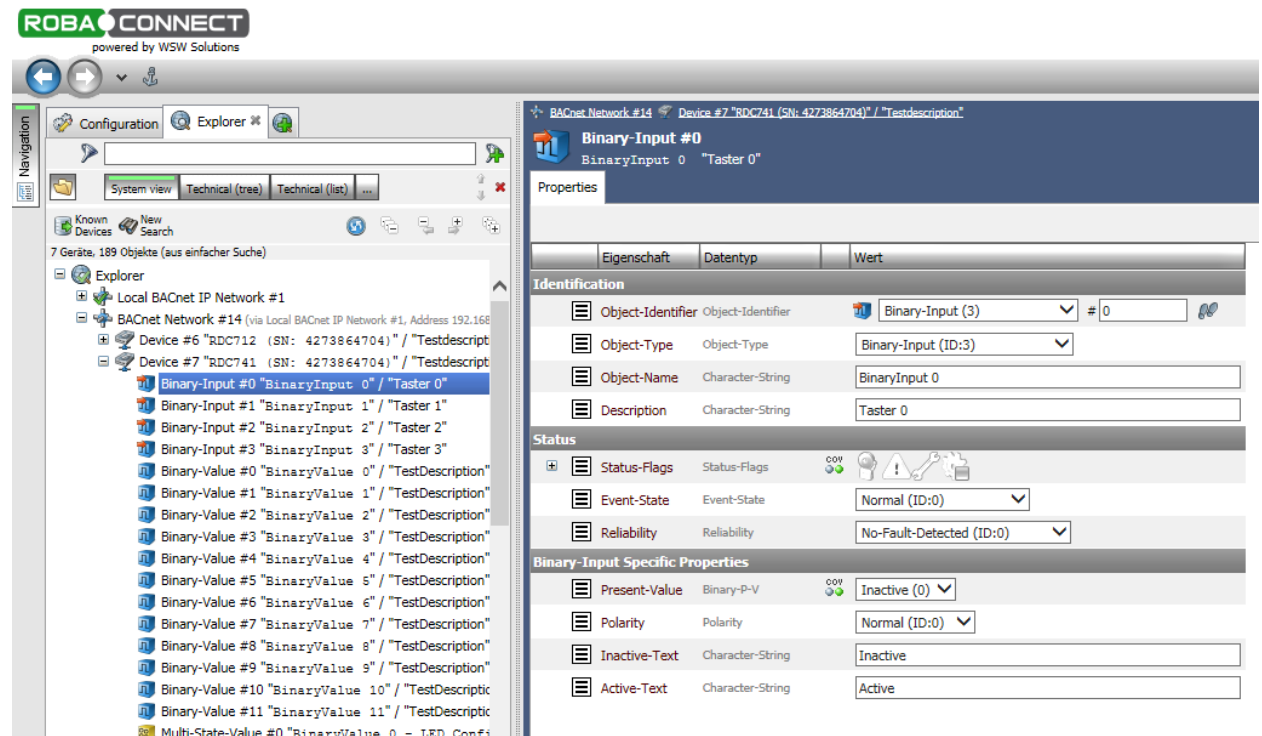 ROBA CONNECT
powered by WSW Solutions
Navigation
Configuration
Explorer
System view
Technical (tree)
Technical (list)
...
Known Devices
New Search
7 Geräte, 189 Objekte (aus einfacher Suche)
Explorer
Local BACnet IP Network #1
BACnet Network #14 (via Local BACnet IP Network #1, Address 192.168
Device #6 "RDC712 (SN: 4273864704)" / "Testdescript
Device #7 "RDC741 (SN: 4273864704)" / "Testdescript
Binary-Input #0 "BinaryInput 0" / "Taster 0"
Binary-Input #1 "BinaryInput 1" / "Taster 1"
Binary-Input #2 "BinaryInput 2" / "Taster 2"
Binary-Input #3 "BinaryInput 3" / "Taster 3"
Binary-Value #0 "BinaryValue 0" / "TestDescription"
Binary-Value #1 "BinaryValue 1" / "TestDescription"
Binary-Value #2 "BinaryValue 2" / "TestDescription"
Binary-Value #3 "BinaryValue 3" / "TestDescription"
Binary-Value #4 "BinaryValue 4" / "TestDescription"
Binary-Value #5 "BinaryValue 5" / "TestDescription"
Binary-Value #6 "BinaryValue 6" / "TestDescription"
Binary-Value #7 "BinaryValue 7" / "TestDescription"
Binary-Value #8 "BinaryValue 8" / "TestDescription"
Binary-Value #9 "BinaryValue 9" / "TestDescription"
Binary-Value #10 "BinaryValue 10" / "TestDescriptic
Binary-Value #11 "BinaryValue 11" / "TestDescriptic
Multi-State-Value #0 "BinaryValue 0 - LED Confi
BACnet Network #14 Device #7 "RDC741 (SN: 4273864704)" / "Testdescription"
Binary-Input #0
BinaryInput 0 "Taster 0"
Properties
Eigenschaft Datentyp Wert
Identification
Object-Identifier Object-Identifier Binary-Input (3) # 0
Object-Type Object-Type Binary-Input (ID:3)
Object-Name Character-String BinaryInput 0
Description Character-String Taster 0
Status
Status-Flags Status-Flags COV
Event-State Event-State Normal (ID:0)
Reliability Reliability No-Fault-Detected (ID:0)
Binary-Input Specific Properties
Present-Value Binary-P-V COV Inactive (0)
Polarity Polarity Normal (ID:0)
Inactive-Text Character-String Inactive
Active-Text Character-String Active